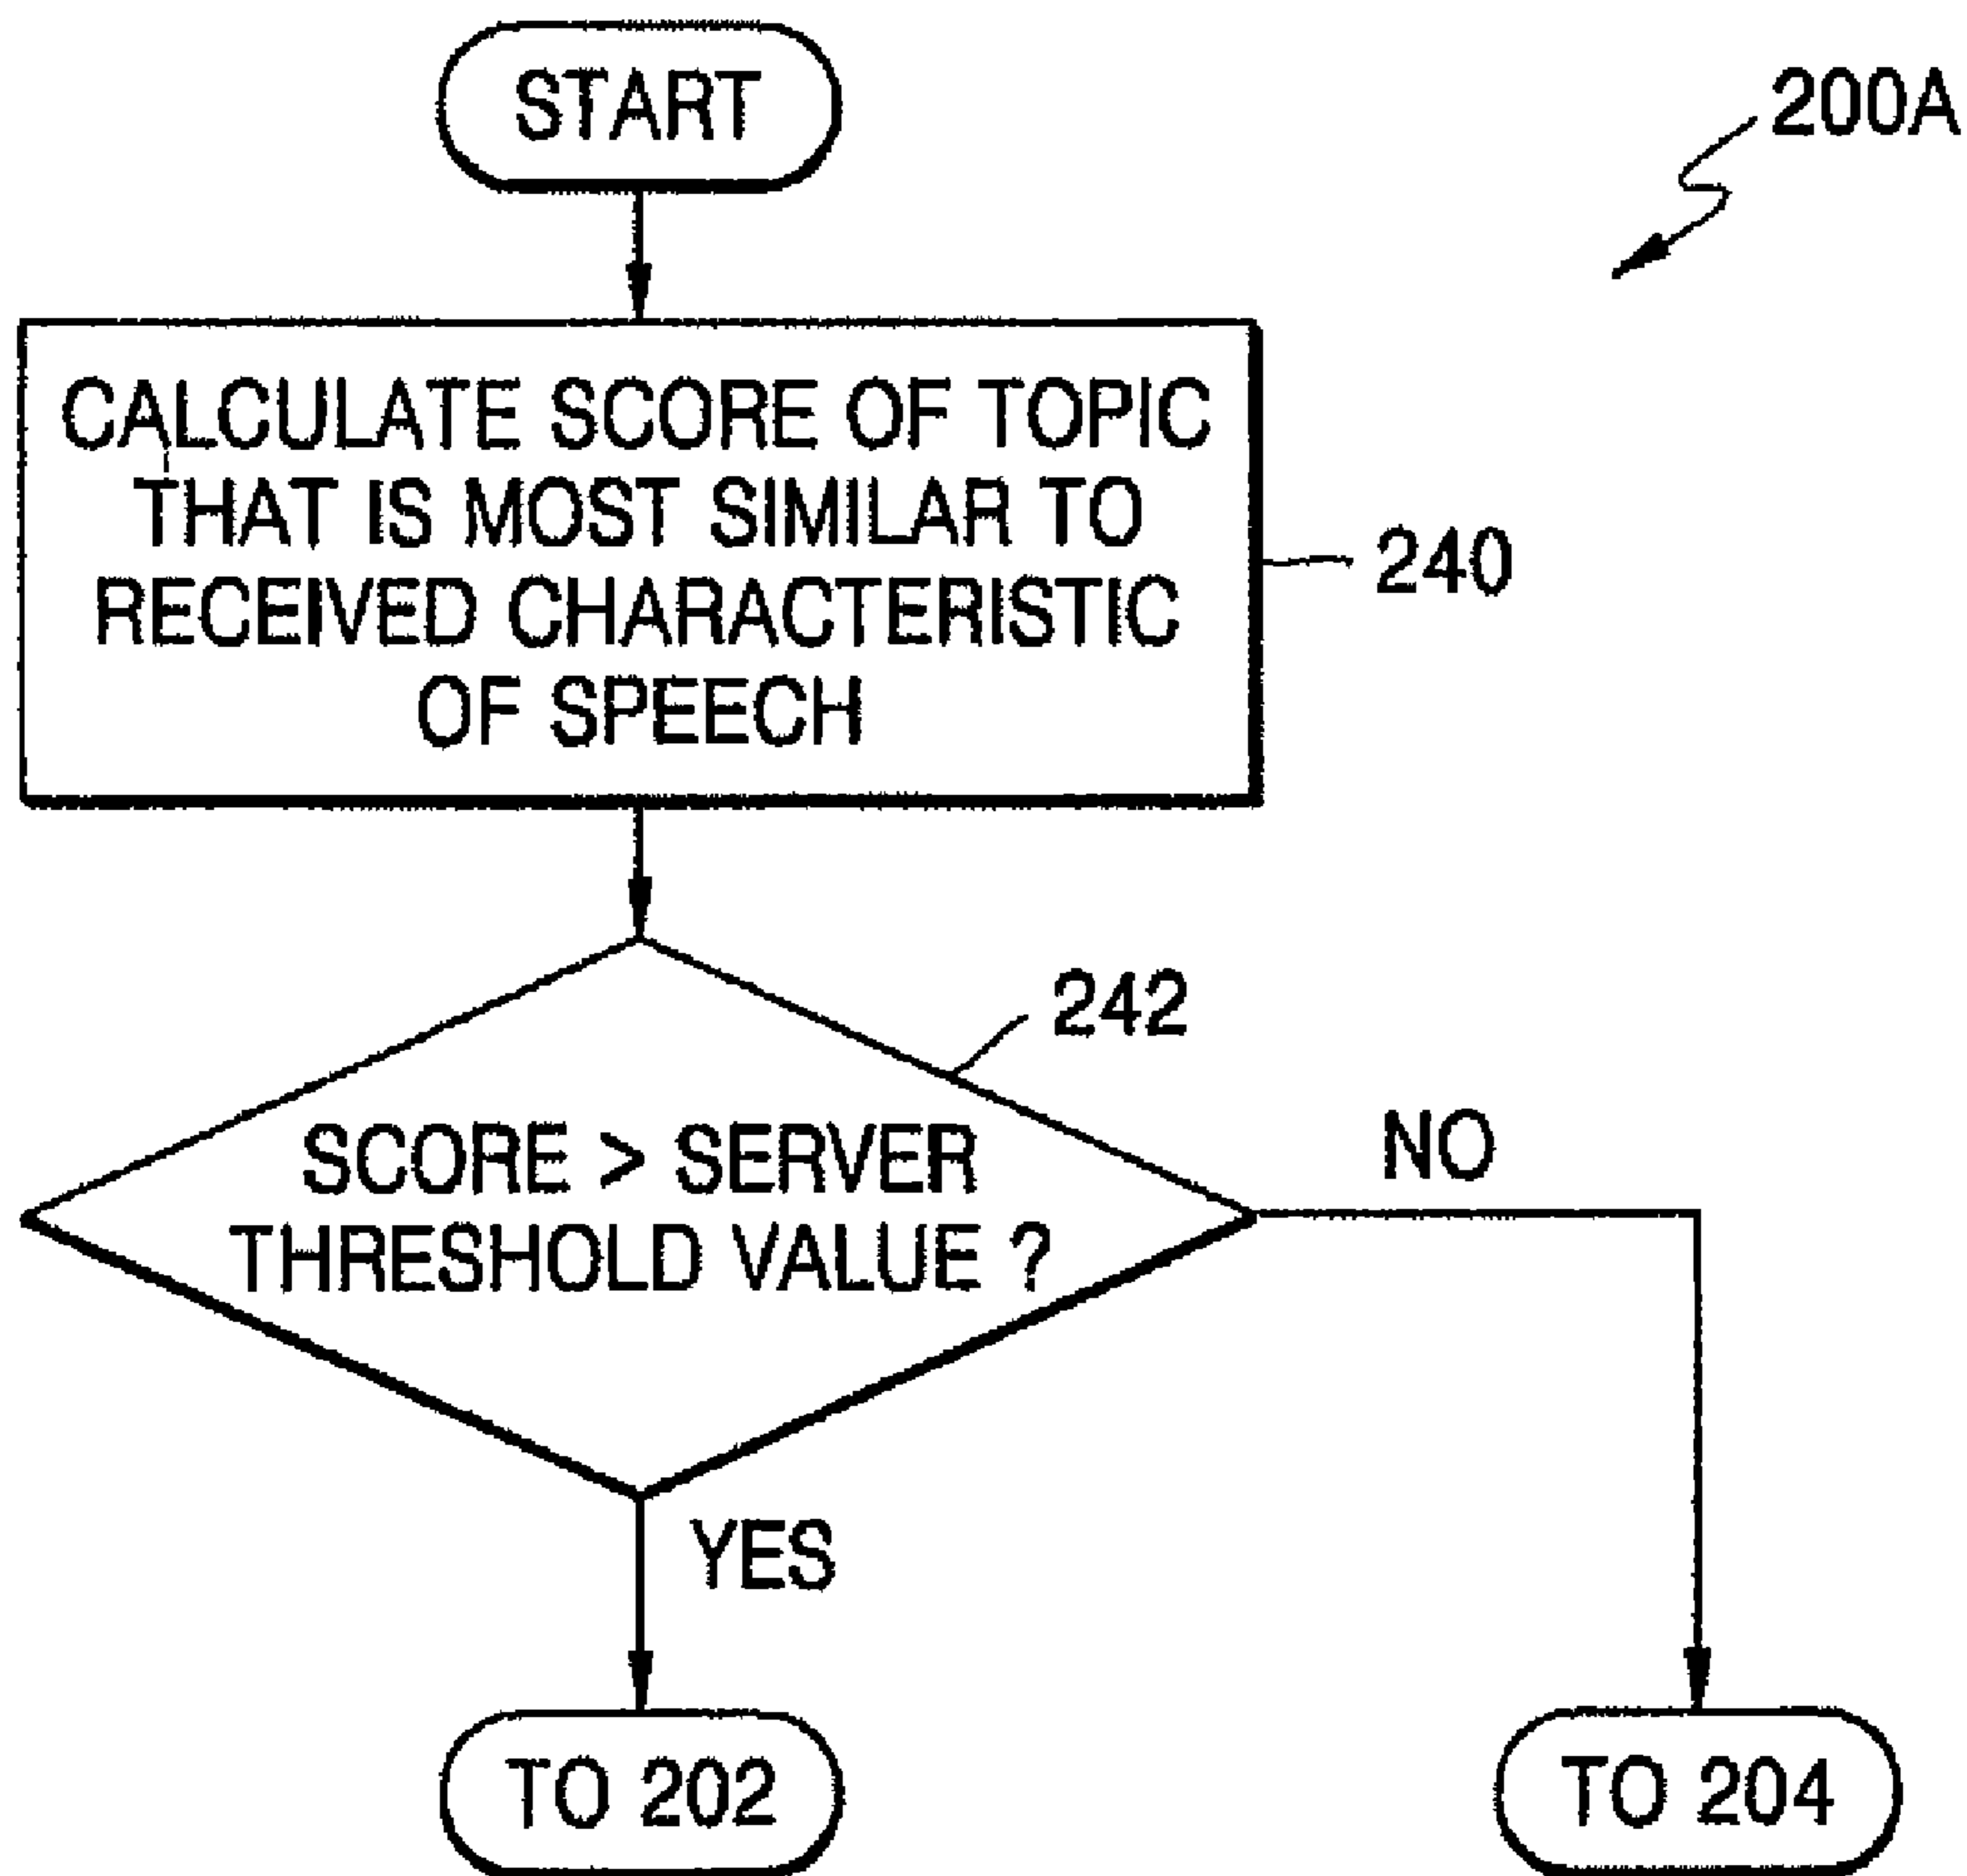 START
200A
CALCULATE SCORE OF TOPIC
THAT IS MOST SIMILAR TO
RECEIVED CHARACTERISTIC
OF SPEECH
240
242
SCORE > SERVER
THRESHOLD VALUE ?
NO
YES
TO 202
TO 204